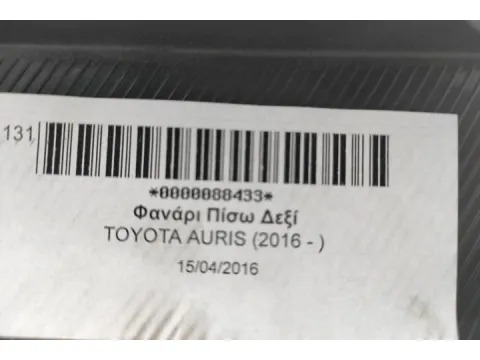 131
*0000088433*
Φανάρι Πίσω Δεξί
TOYOTA AURIS (2016 - )
15/04/2016